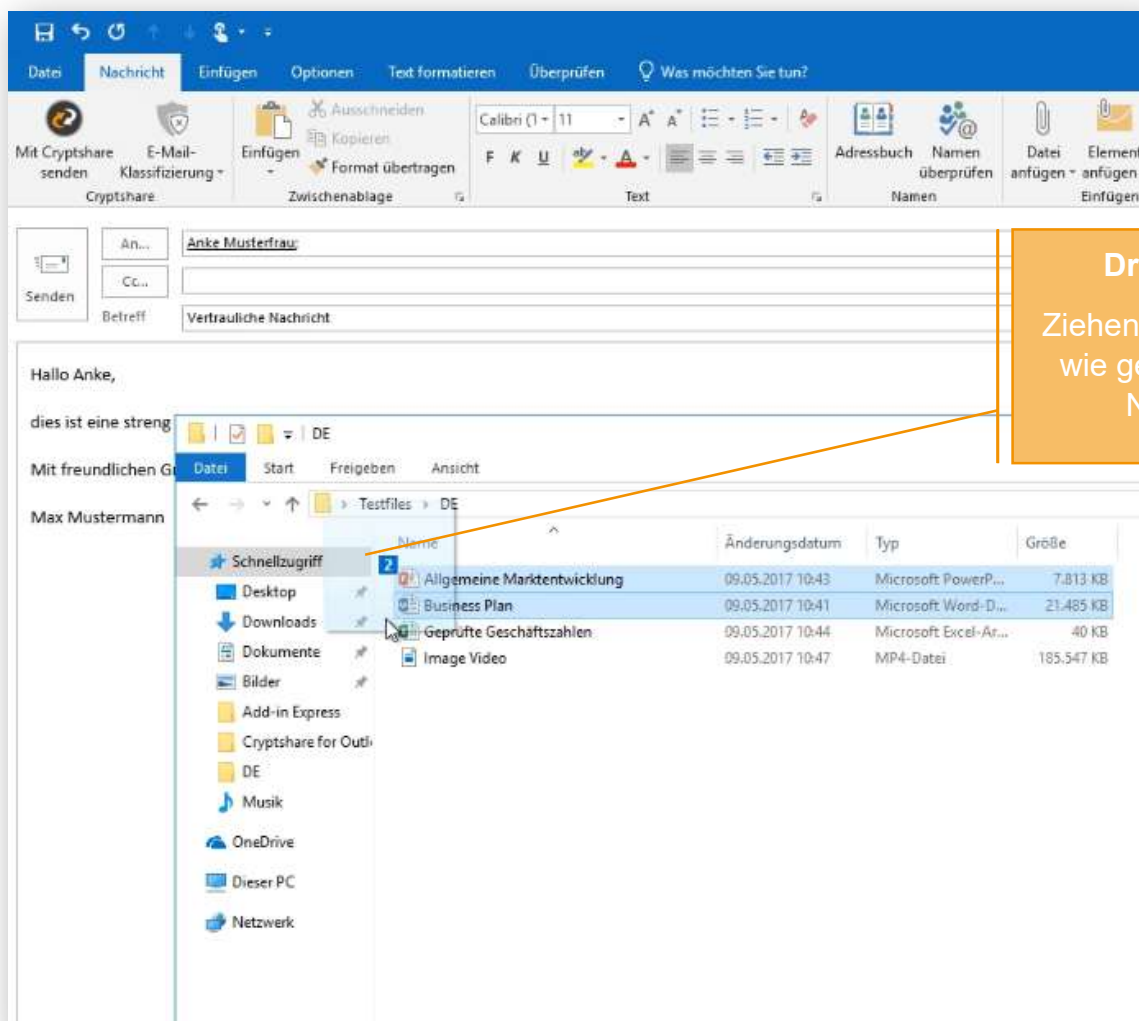 Datei Nachricht Einfügen Optionen Text formatieren Überprüfen Was möchten Sie tun?
Mit Cryptshare senden E-Mail-Klassifizierung
Cryptshare
Einfügen
Ausschneiden
Kopieren
Format übertragen
Zwischenablage
Calibri (T 11 A A
F K U aby A
Text
Adressbuch Namen überprüfen
Namen
Datei anfügen Element anfügen
Einfügen
Senden
An... Anke Musterfrau;
Cc...
Betreff Vertrauliche Nachricht
Dr
Ziehen
wie ge
N
Hallo Anke,
dies ist eine streng
Mit freundlichen G
Max Mustermann
DE
Datei Start Freigeben Ansicht
Testfiles DE
Name Änderungsdatum Typ Größe
2
Allgemeine Marktentwicklung 09.05.2017 10:43 Microsoft PowerP... 7.813 KB
Business Plan 09.05.2017 10:41 Microsoft Word-D... 21.485 KB
Geprüfte Geschäftszahlen 09.05.2017 10:44 Microsoft Excel-Ar... 40 KB
Image Video 09.05.2017 10:47 MP4-Datei 185.547 KB
Schnellzugriff
Desktop
Downloads
Dokumente
Bilder
Add-in Express
Cryptshare for Outl
DE
Musik
OneDrive
Dieser PC
Netzwerk